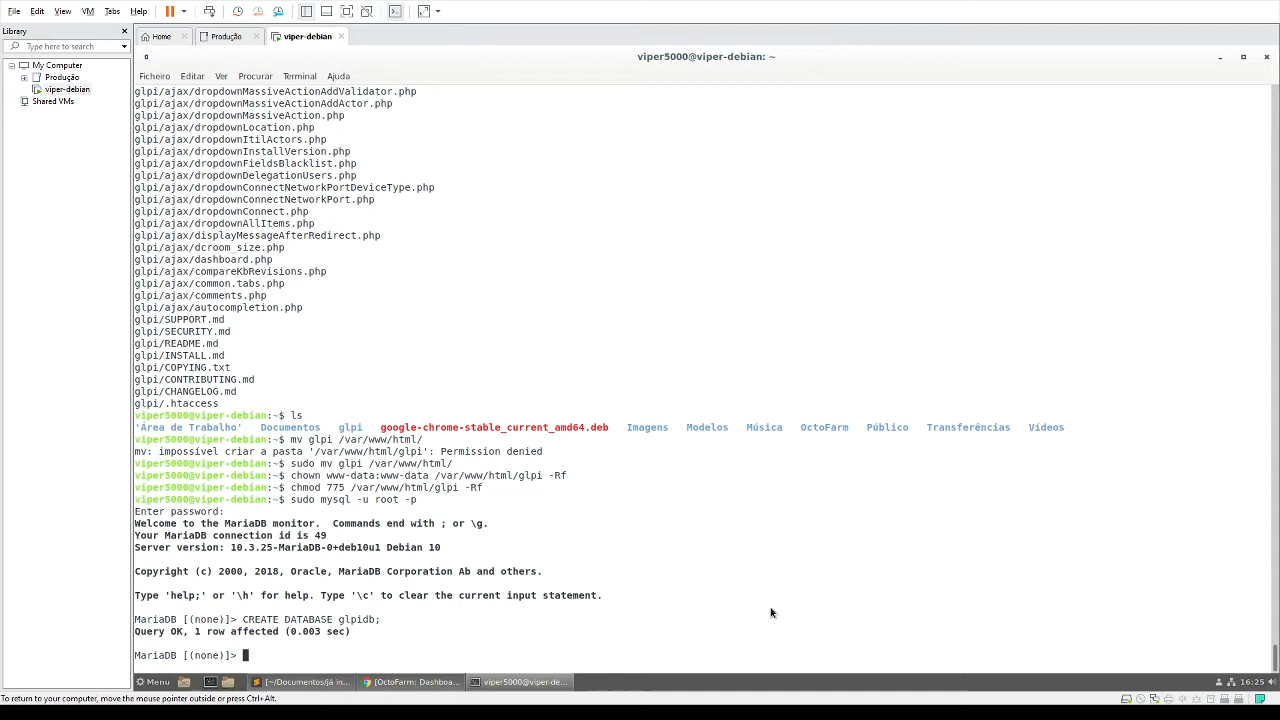 File Edit View VM Tabs Help
Library
Type here to search
My Computer
Produção
viper-debian
Shared VMs
Home Produção viper-debian
viper5000@viper-debian: ~
Ficheiro Editar Ver Procurar Terminal Ajuda
glpi/ajax/dropdownMassiveActionAddValidator.php
glpi/ajax/dropdownMassiveActionAddActor.php
glpi/ajax/dropdownMassiveAction.php
glpi/ajax/dropdownLocation.php
glpi/ajax/dropdownItilActors.php
glpi/ajax/dropdownInstallVersion.php
glpi/ajax/dropdownFieldsBlacklist.php
glpi/ajax/dropdownDelegationUsers.php
glpi/ajax/dropdownConnectNetworkPortDeviceType.php
glpi/ajax/dropdownConnectNetworkPort.php
glpi/ajax/dropdownConnect.php
glpi/ajax/dropdownAllItems.php
glpi/ajax/displayMessageAfterRedirect.php
glpi/ajax/dcroom_size.php
glpi/ajax/dashboard.php
glpi/ajax/compareKbRevisions.php
glpi/ajax/common.tabs.php
glpi/ajax/comments.php
glpi/ajax/autocompletion.php
glpi/SUPPORT.md
glpi/SECURITY.md
glpi/README.md
glpi/INSTALL.md
glpi/COPYING.txt
glpi/CONTRIBUTING.md
glpi/CHANGELOG.md
glpi/.htaccess
viper5000@viper-debian:~$ ls
'Área de Trabalho' Documentos glpi google-chrome-stable_current_amd64.deb Imagens Modelos Música OctoFarm Público Transferências Vídeos
viper5000@viper-debian:~$ mv glpi /var/www/html/
mv: impossível criar a pasta '/var/www/html/glpi': Permission denied
viper5000@viper-debian:~$ sudo mv glpi /var/www/html/
viper5000@viper-debian:~$ chown www-data:www-data /var/www/html/glpi -Rf
viper5000@viper-debian:~$ chmod 775 /var/www/html/glpi -Rf
viper5000@viper-debian:~$ sudo mysql -u root -p
Enter password:
Welcome to the MariaDB monitor.  Commands end with ; or \g.
Your MariaDB connection id is 49
Server version: 10.3.25-MariaDB-0+deb10u1 Debian 10
Copyright (c) 2000, 2018, Oracle, MariaDB Corporation Ab and others.
Type 'help;' or '\h' for help. Type '\c' to clear the current input statement.
MariaDB [(none)]> CREATE DATABASE glpidb;
Query OK, 1 row affected (0.003 sec)
MariaDB [(none)]>
Menu [~/Documentos/já in... [OctoFarm: Dashboa... viper5000@viper-de... 16:25
To return to your computer, move the mouse pointer outside or press Ctrl+Alt.